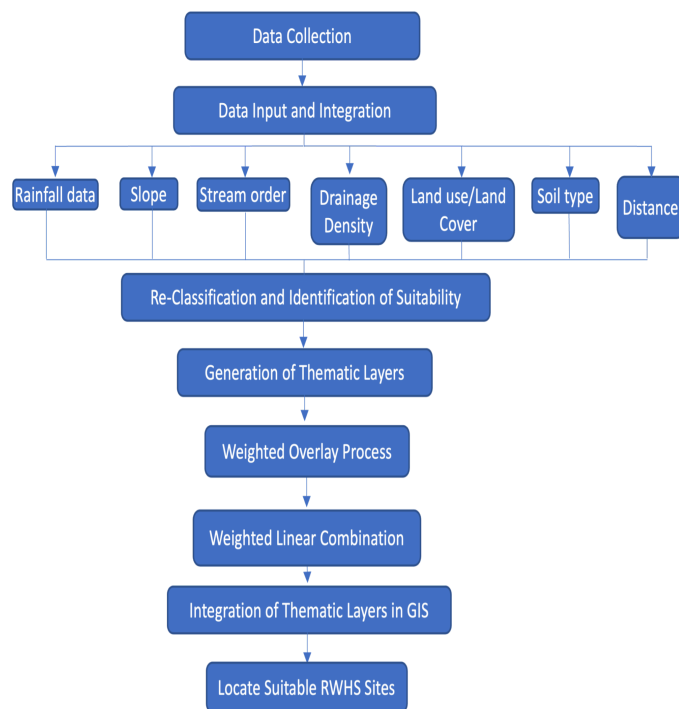 Data Collection
Data Input and Integration
Rainfall data
Slope
Stream order
Drainage
Density
Land use/Land
Cover
Soil type
Distance
Re-Classification and Identification of Suitability
Generation of Thematic Layers
Weighted Overlay Process
Weighted Linear Combination
Integration of Thematic Layers in GIS
Locate Suitable RWHS Sites